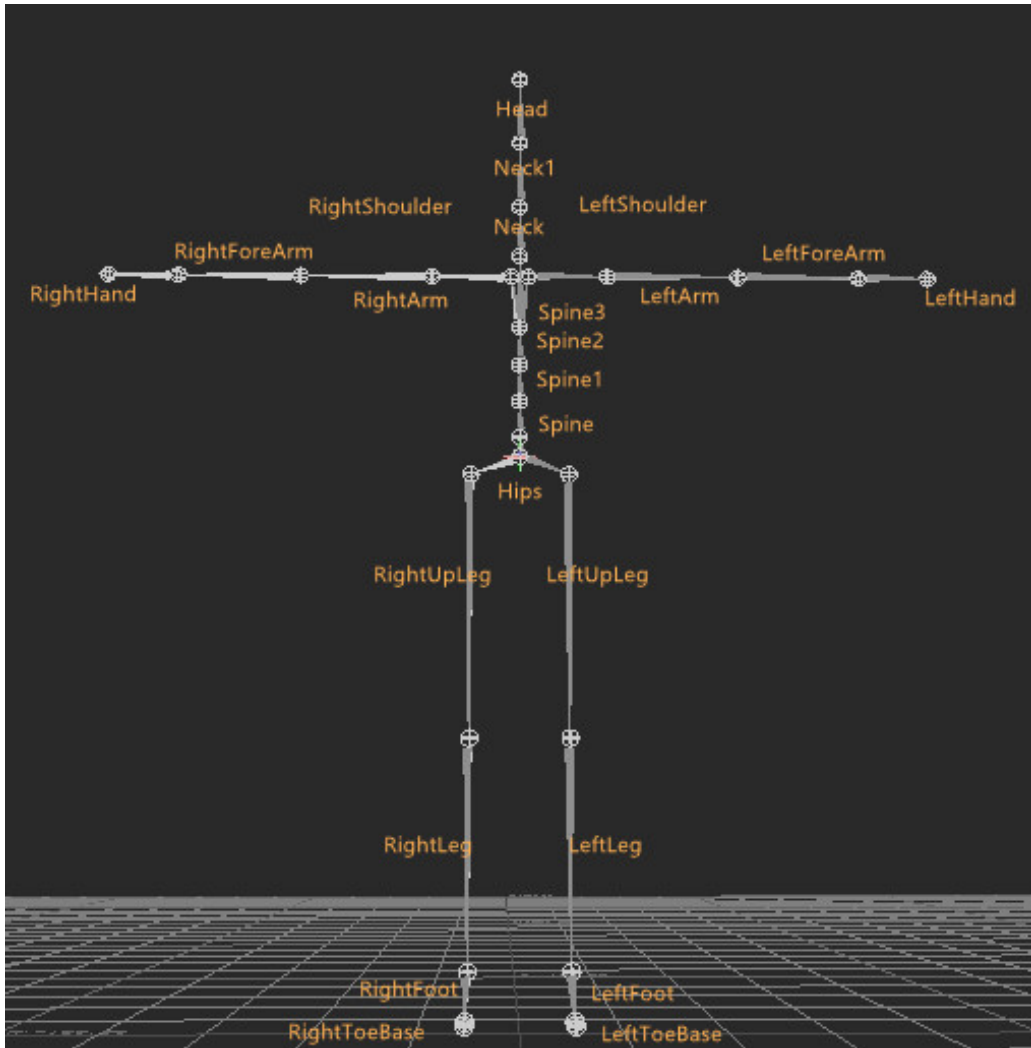 Head
Neck1
RightShoulder
LeftShoulder
Neck
RightForeArm
LeftForeArm
RightHand
RightArm
LeftArm
LeftHand
Spine3
Spine2
Spine1
Spine
Hips
RightUpLeg
LeftUpLeg
RightLeg
LeftLeg
RightFoot
LeftFoot
RightToeBase
LeftToeBase